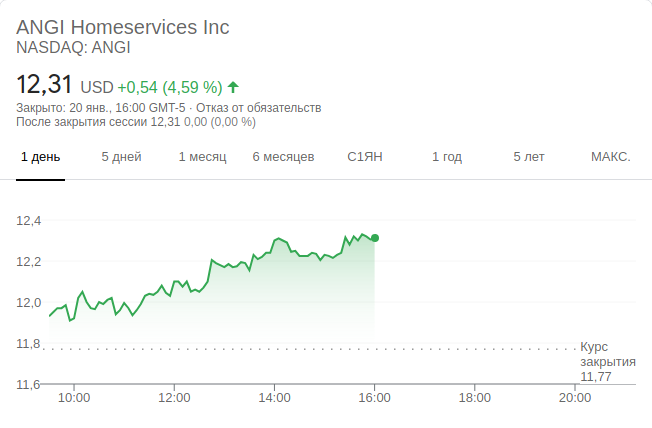 ANGI Homeservices Inc
NASDAQ: ANGI
12,31 USD +0,54 (4,59 %)
Закрыто: 20 янв., 16:00 GMT-5 · Отказ от обязательств
После закрытия сессии 12,31 0,00 (0,00 %)
1 день 5 дней 1 месяц 6 месяцев С1ЯН 1 год 5 лет МАКС.
12,4
12,2
12,0
11,8
11,6
Курс
закрытия
11,77
10:00 12:00 14:00 16:00 18:00 20:00